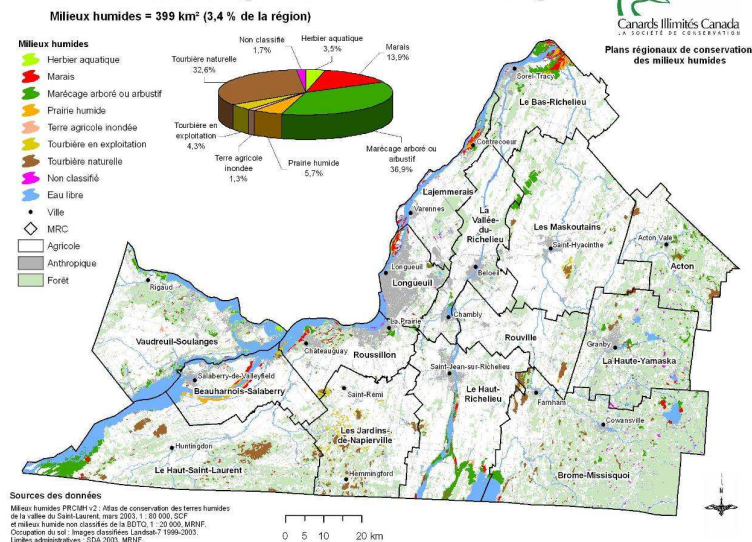 Milieux humides = 399 km² (3,4 % de la région)
Canards Illimités Canada
LA SOCIÉTÉ DE CONSERVATION
Plans régionaux de conservation
des milieux humides
Milieux humides
Herbier aquatique
Marais
Marécage arboré ou arbustif
Prairie humide
Terre agricole inondée
Tourbière en exploitation
Tourbière naturelle
Non classifié
Eau libre
Ville
MRC
Agricole
Anthropique
Forêt
Non classifié
1,7%
Herbier aquatique
3,5%
Marais
13,9%
Tourbière naturelle
32,6%
Tourbière en
exploitation
4,3%
Terre agricole
inondée
1,3%
Prairie humide
5,7%
Marécage arboré ou
arbustif
36,9%
Sorel-Tracy
Le Bas-Richelieu
Contrecoeur
Lajemmerais
Varennes
La
Vallée-
du-
Richelieu
Les Maskoutains
Saint-Hyacinthe
Acton Vale
Acton
Longueuil
Longueuil
Beloeil
Rigaud
Vaudreuil-Soulanges
La Prairie
Chambly
Rouville
Granby
La Haute-Yamaska
Châteauguay
Roussillon
Salaberry-de-Valleyfield
Beauharnois-Salaberry
Saint-Jean-sur-Richelieu
Le Haut-
Richelieu
Saint-Rémi
Farnham
Cowansville
Les Jardins-
de-Napierville
Huntingdon
Le Haut-Saint-Laurent
Hemmingford
Brome-Missisquoi
Sources des données
Milieux humides PRCMH v2 : Atlas de conservation des terres humides
de la vallée du Saint-Laurent, mars 2003, 1 : 80 000, SCF
et milieu humide non classifiés de la BDTQ, 1 : 20 000, MRNF.
Occupation du sol : Images classifiées Landsat-7 1999-2003.
Limites administratives : SDA 2003, MRNF.
0 5 10 20 km
N